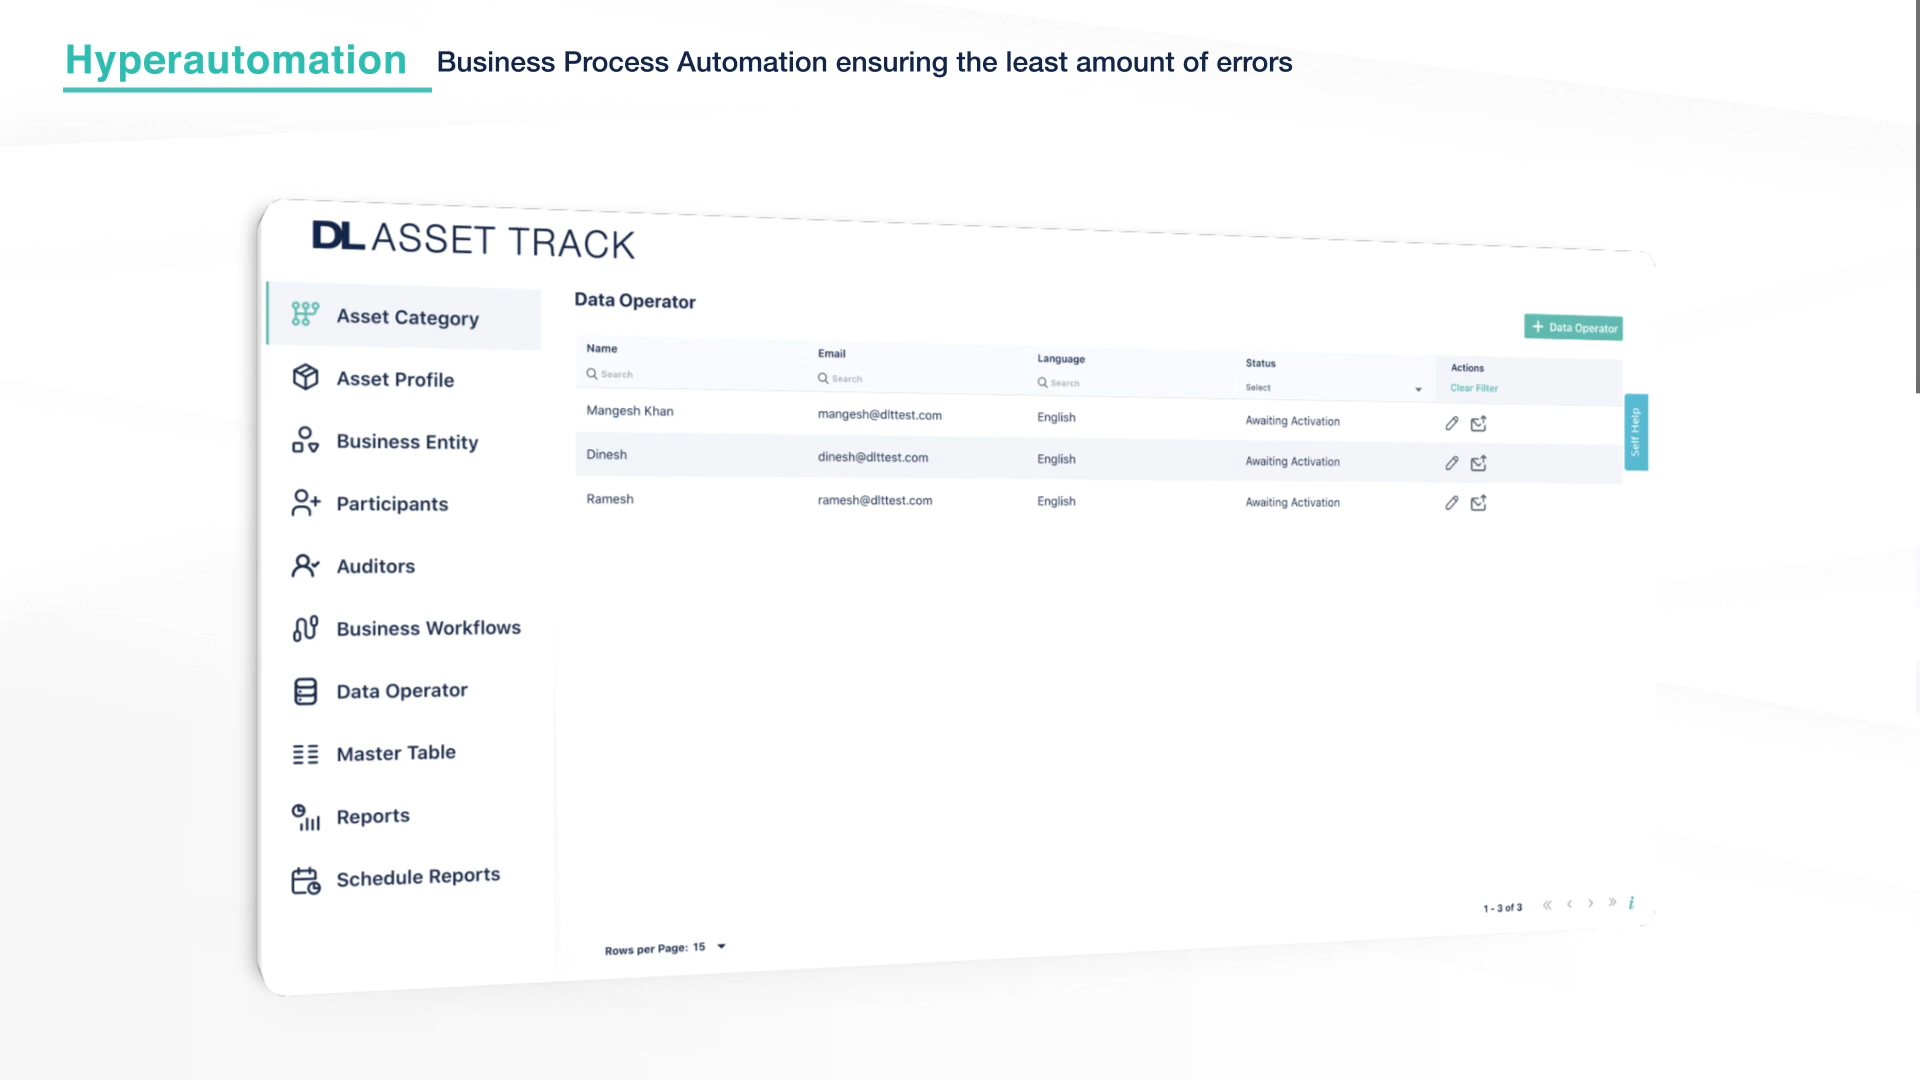 Hyperautomation Business Process Automation ensuring the least amount of errors
DL ASSET TRACK
Asset Category
Asset Profile
Business Entity
Participants
Auditors
Business Workflows
Data Operator
Master Table
Reports
Schedule Reports
Data Operator
+ Data Operator
Name Email Language Status Actions
Search Search Search Select Clear Filter
Mangesh Khan mangesh@dlttest.com English Awaiting Activation
Dinesh dinesh@dlttest.com English Awaiting Activation
Ramesh ramesh@dlttest.com English Awaiting Activation
Self Help
1 - 3 of 3 « ‹ › » i
Rows per Page: 15